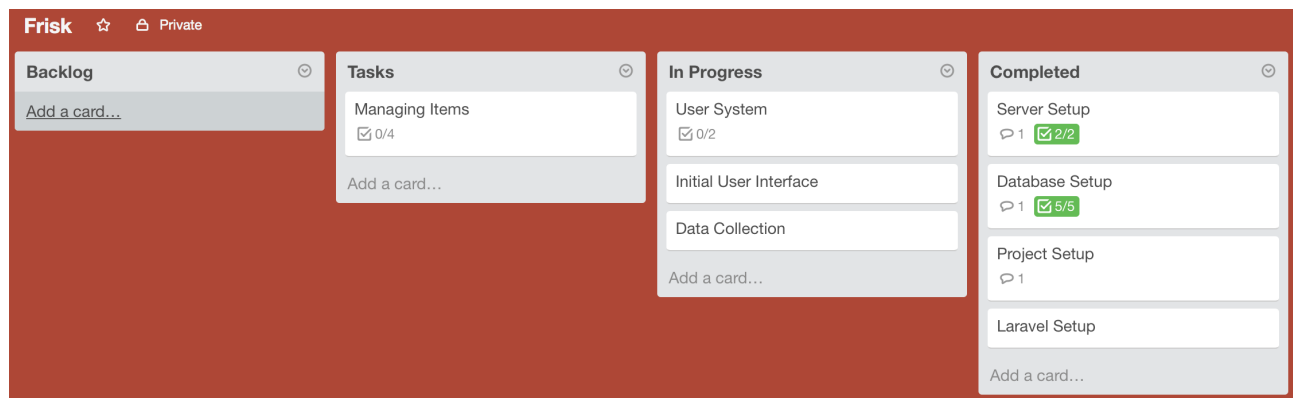 Frisk Private
Backlog
Add a card…
Tasks
Managing Items
0/4
Add a card…
In Progress
User System
0/2
Initial User Interface
Data Collection
Add a card…
Completed
Server Setup
1 2/2
Database Setup
1 5/5
Project Setup
1
Laravel Setup
Add a card…